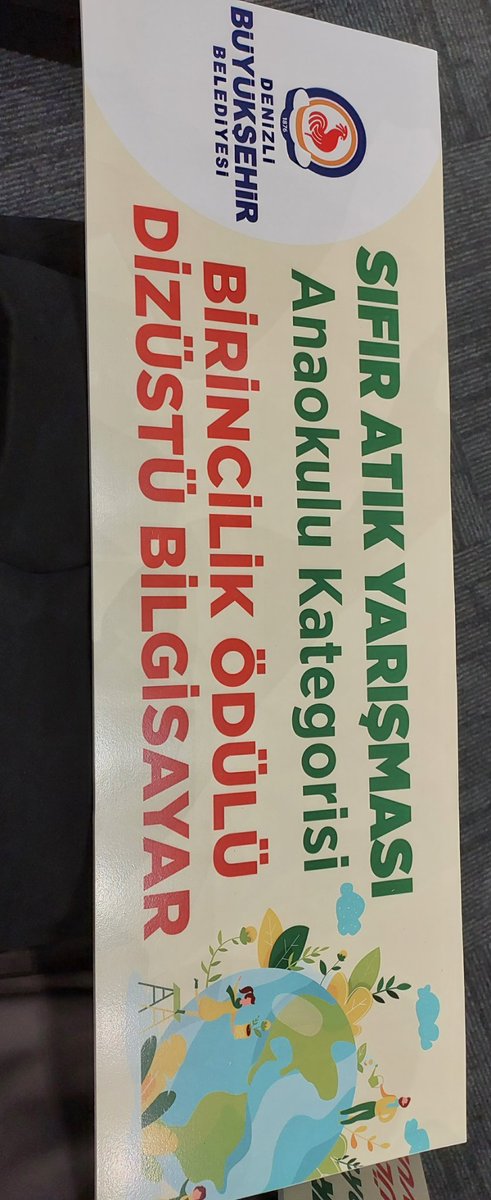 1876
DENİZLİ
BÜYÜKŞEHİR
BELEDİYESİ
SIFIR ATIK YARIŞMASI
Anaokulu Kategorisi
BİRİNCİLİK ÖDÜLÜ
DİZÜSTÜ BİLGİSAYAR